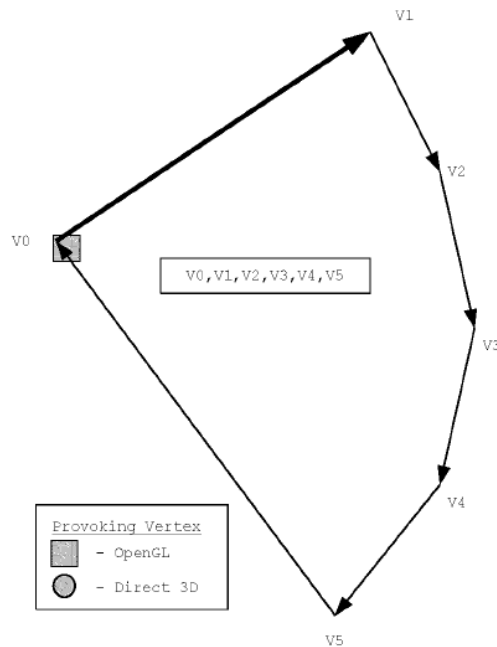 V1
V2
V0
V0,V1,V2,V3,V4,V5
V3
V4
Provoking Vertex
- OpenGL
- Direct 3D
V5